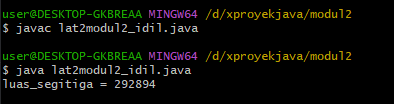 user@DESKTOP-GKBREAA MINGW64 /d/xproyekjava/modul2
$ javac lat2modul2_idil.java
user@DESKTOP-GKBREAA MINGW64 /d/xproyekjava/modul2
$ java lat2modul2_idil.java
luas_segitiga = 292894